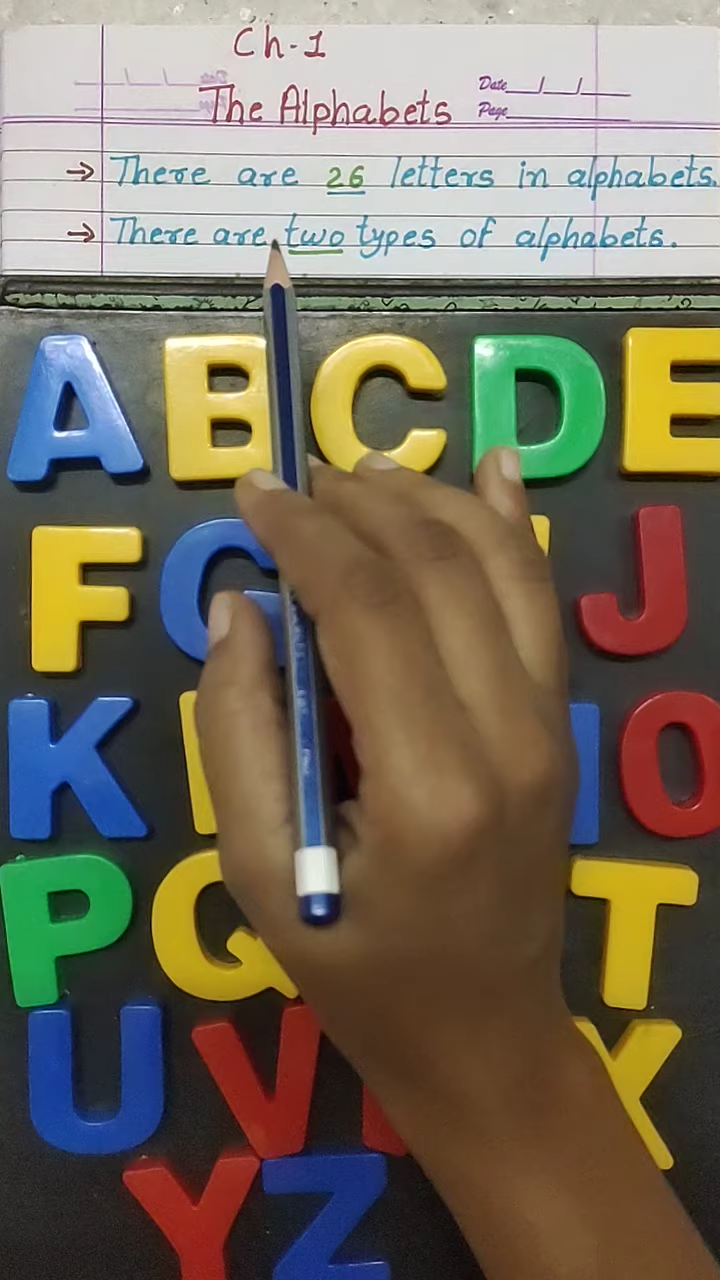 Ch-1
The Alphabets
Date
Page
→ There are 26 letters in alphabets.
→ There are two types of alphabets.
A B C D E
F G J
K O
P Q T
U V X
Y Z